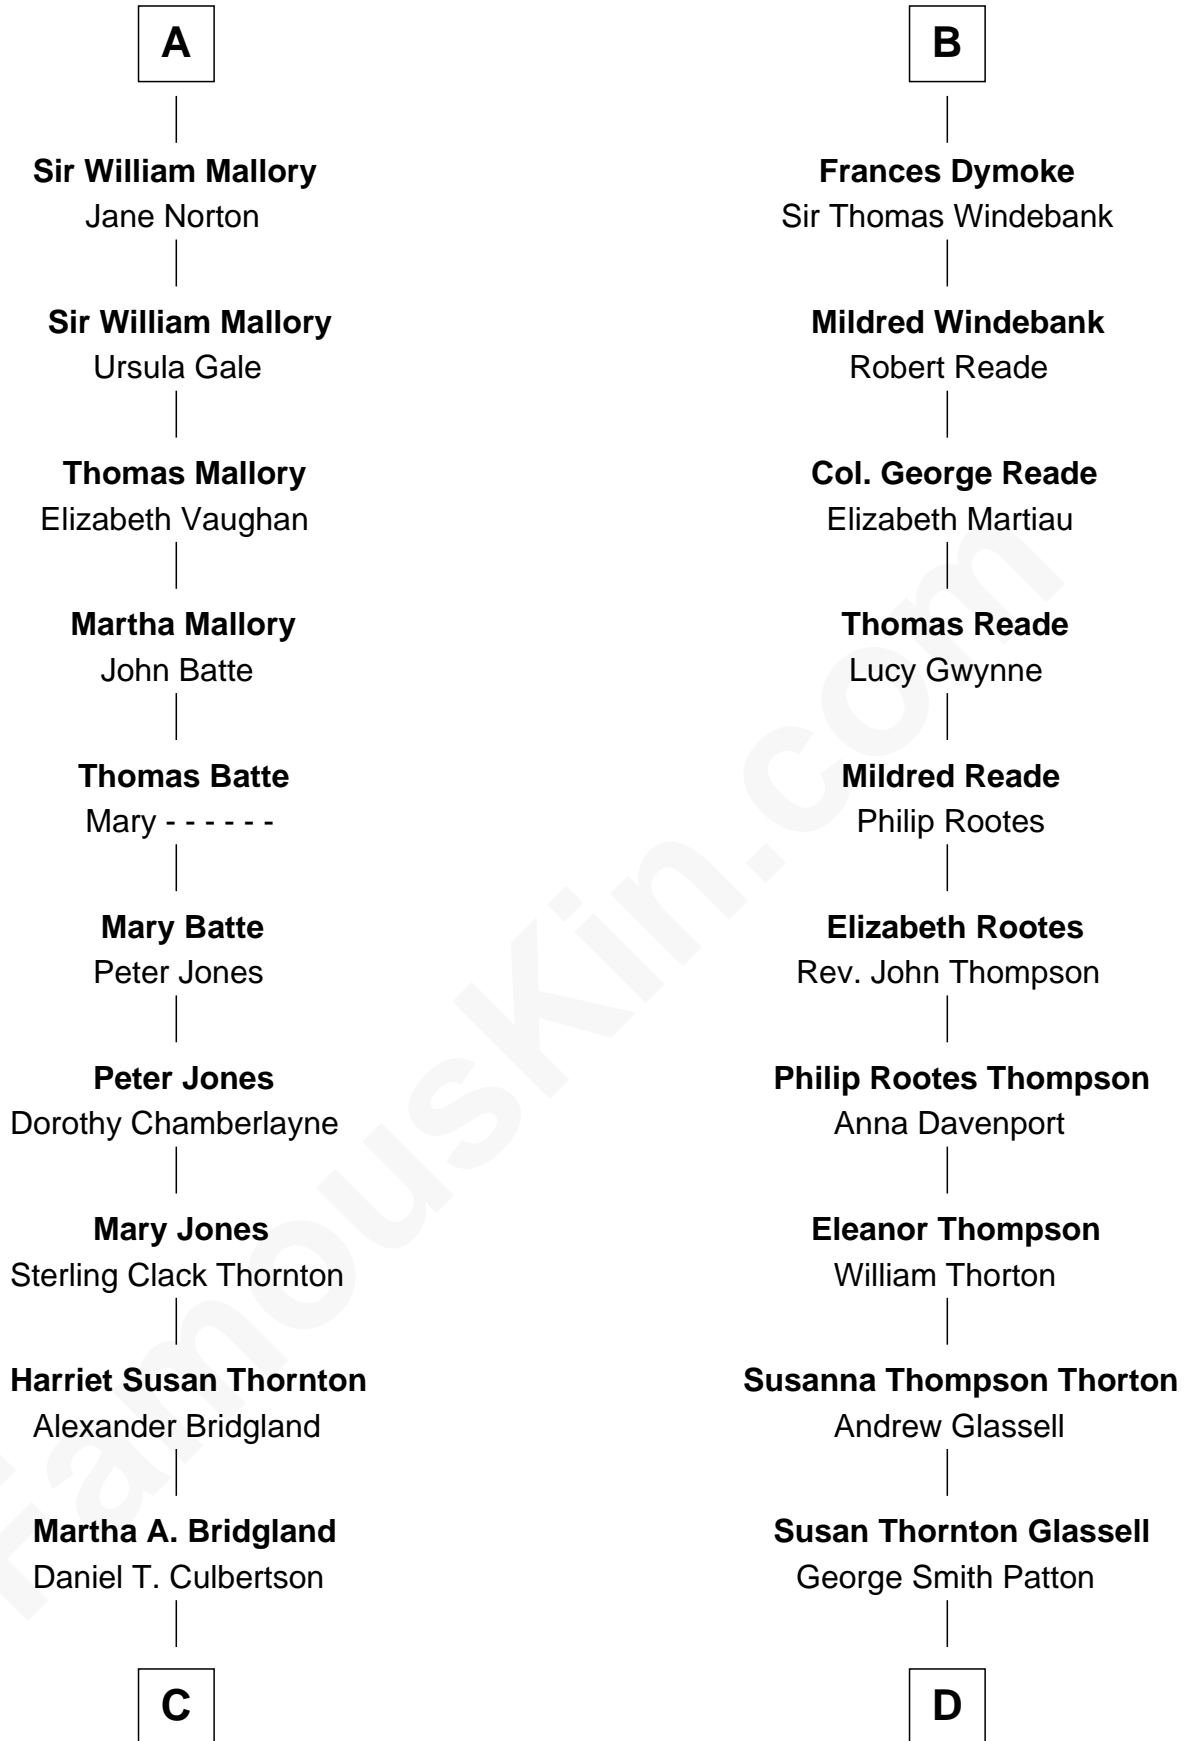 A
Sir William Mallory
Jane Norton
Sir William Mallory
Ursula Gale
Thomas Mallory
Elizabeth Vaughan
Martha Mallory
John Batte
Thomas Batte
Mary - - - - - -
Mary Batte
Peter Jones
Peter Jones
Dorothy Chamberlayne
Mary Jones
Sterling Clack Thornton
Harriet Susan Thornton
Alexander Bridgland
Martha A. Bridgland
Daniel T. Culbertson
C
B
Frances Dymoke
Sir Thomas Windebank
Mildred Windebank
Robert Reade
Col. George Reade
Elizabeth Martiau
Thomas Reade
Lucy Gwynne
Mildred Reade
Philip Rootes
Elizabeth Rootes
Rev. John Thompson
Philip Rootes Thompson
Anna Davenport
Eleanor Thompson
William Thorton
Susanna Thompson Thorton
Andrew Glassell
Susan Thornton Glassell
George Smith Patton
D
FamousKin.com